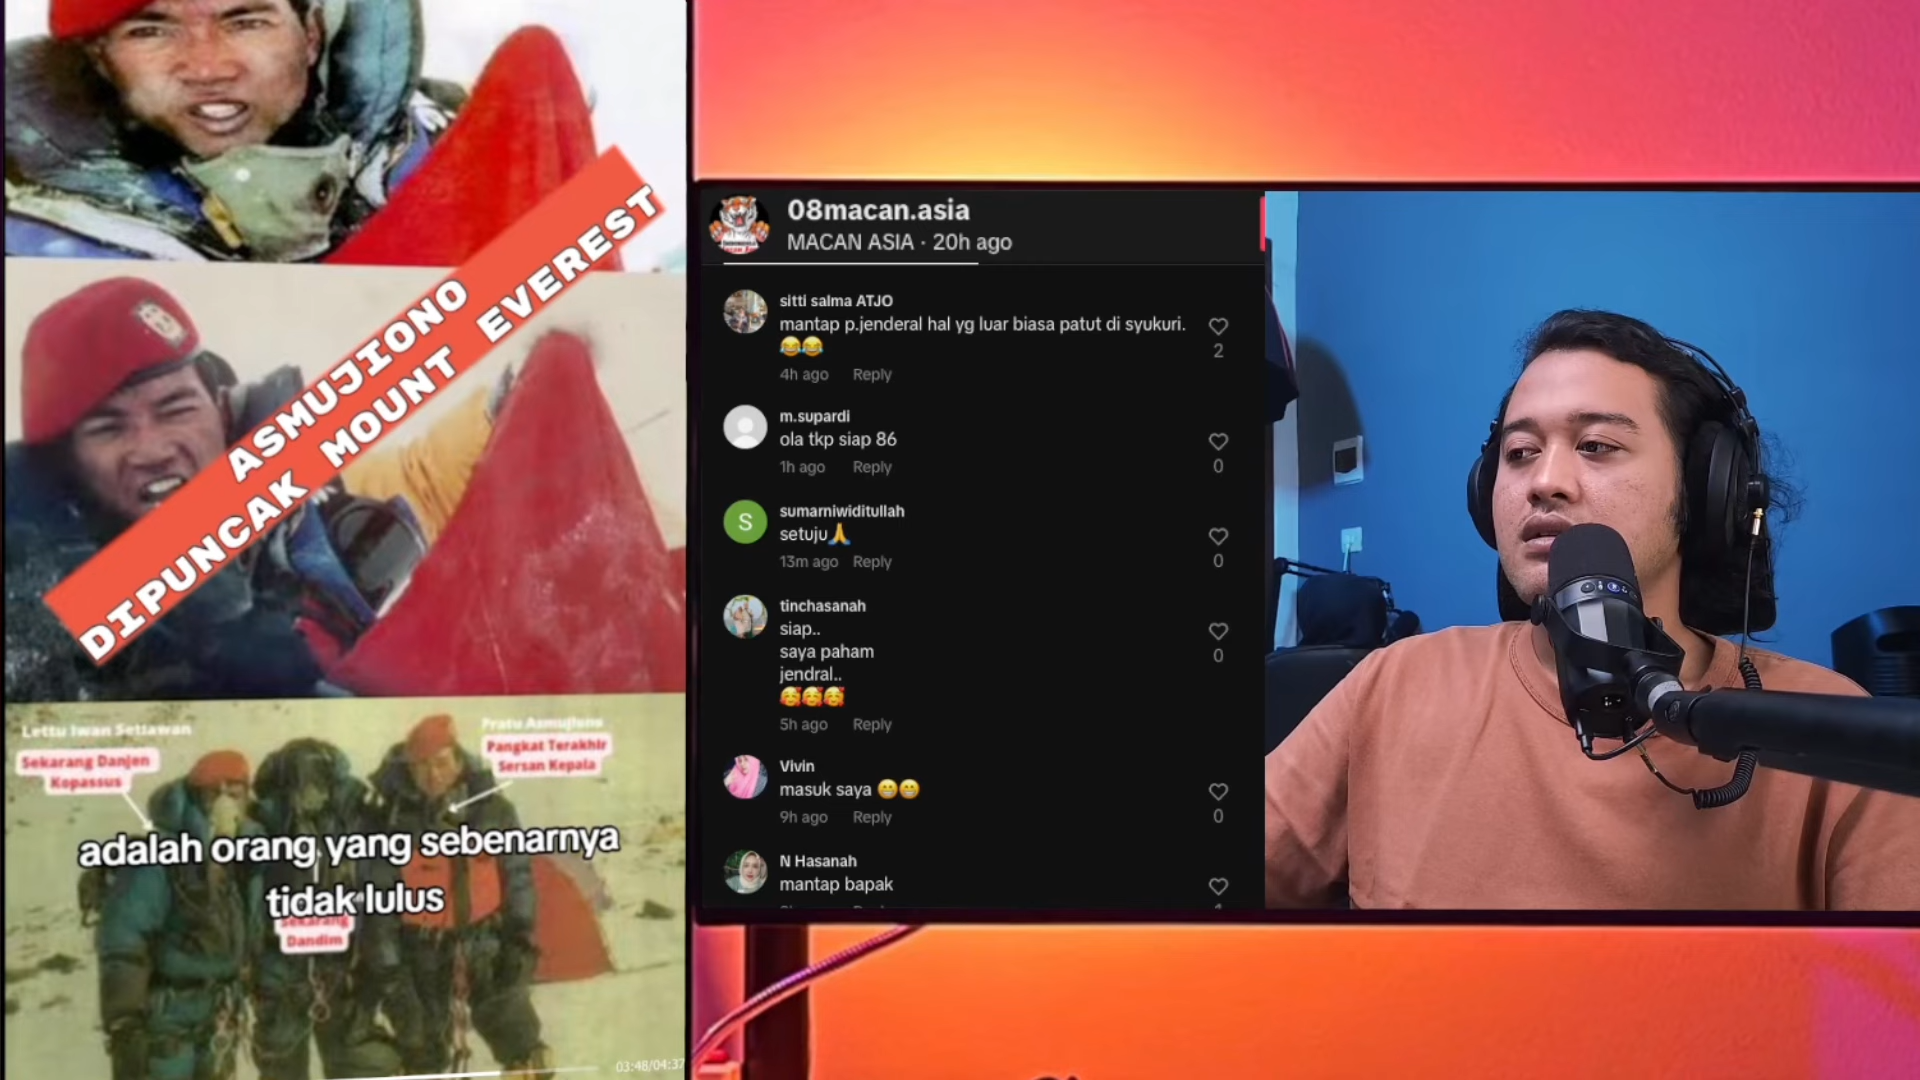 ASMUJIONO
DIPUNCAK MOUNT EVEREST
Lettu Iwan Setiawan
Sekarang Danjen
Kopassus
Pratu Asmujiono
Pangkat Terakhir
Sersan Kepala
adalah orang yang sebenarnya
tidak lulus
Sekarang
Dandim
03:48/04:37
08macan.asia
MACAN ASIA · 20h ago
sitti salma ATJO
mantap p.jenderal hal yg luar biasa patut di syukuri.
😂😂
2
4h ago Reply
m.supardi
ola tkp siap 86
1h ago Reply
0
S
sumarniwiditullah
setuju🙏
13m ago Reply
0
tinchasanah
siap..
saya paham
jendral..
🥰🥰🥰
0
5h ago Reply
Vivin
masuk saya 😁😁
9h ago Reply
0
N Hasanah
mantap bapak